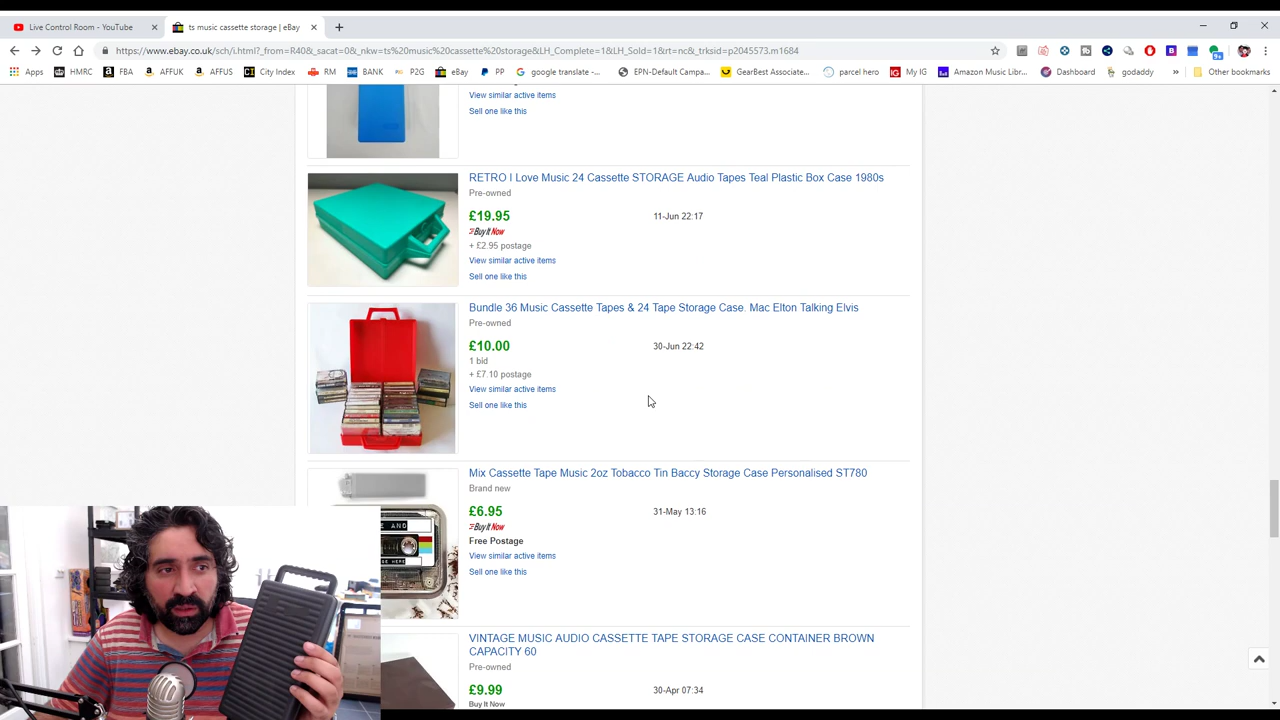 Live Control Room - YouTube
ts music cassette storage | eBay
https://www.ebay.co.uk/sch/i.html?_from=R40&_sacat=0&_nkw=ts%20music%20cassette%20storage&LH_Complete=1&LH_Sold=1&rt=nc&_trksid=p2045573.m1684
Apps HMRC FBA AFFUK AFFUS City Index RM BANK P2G eBay PP google translate -... EPN-Default Campa... GearBest Associate... parcel hero My IG Amazon Music Libr... Dashboard godaddy » Other bookmarks
View similar active items
Sell one like this
RETRO I Love Music 24 Cassette STORAGE Audio Tapes Teal Plastic Box Case 1980s
Pre-owned
£19.95 11-Jun 22:17
Buy It Now
+ £2.95 postage
View similar active items
Sell one like this
Bundle 36 Music Cassette Tapes & 24 Tape Storage Case. Mac Elton Talking Elvis
Pre-owned
£10.00 30-Jun 22:42
1 bid
+ £7.10 postage
View similar active items
Sell one like this
Mix Cassette Tape Music 2oz Tobacco Tin Baccy Storage Case Personalised ST780
Brand new
£6.95 31-May 13:16
Buy It Now
Free Postage
View similar active items
Sell one like this
VINTAGE MUSIC AUDIO CASSETTE TAPE STORAGE CASE CONTAINER BROWN
CAPACITY 60
Pre-owned
£9.99 30-Apr 07:34
Buy It Now